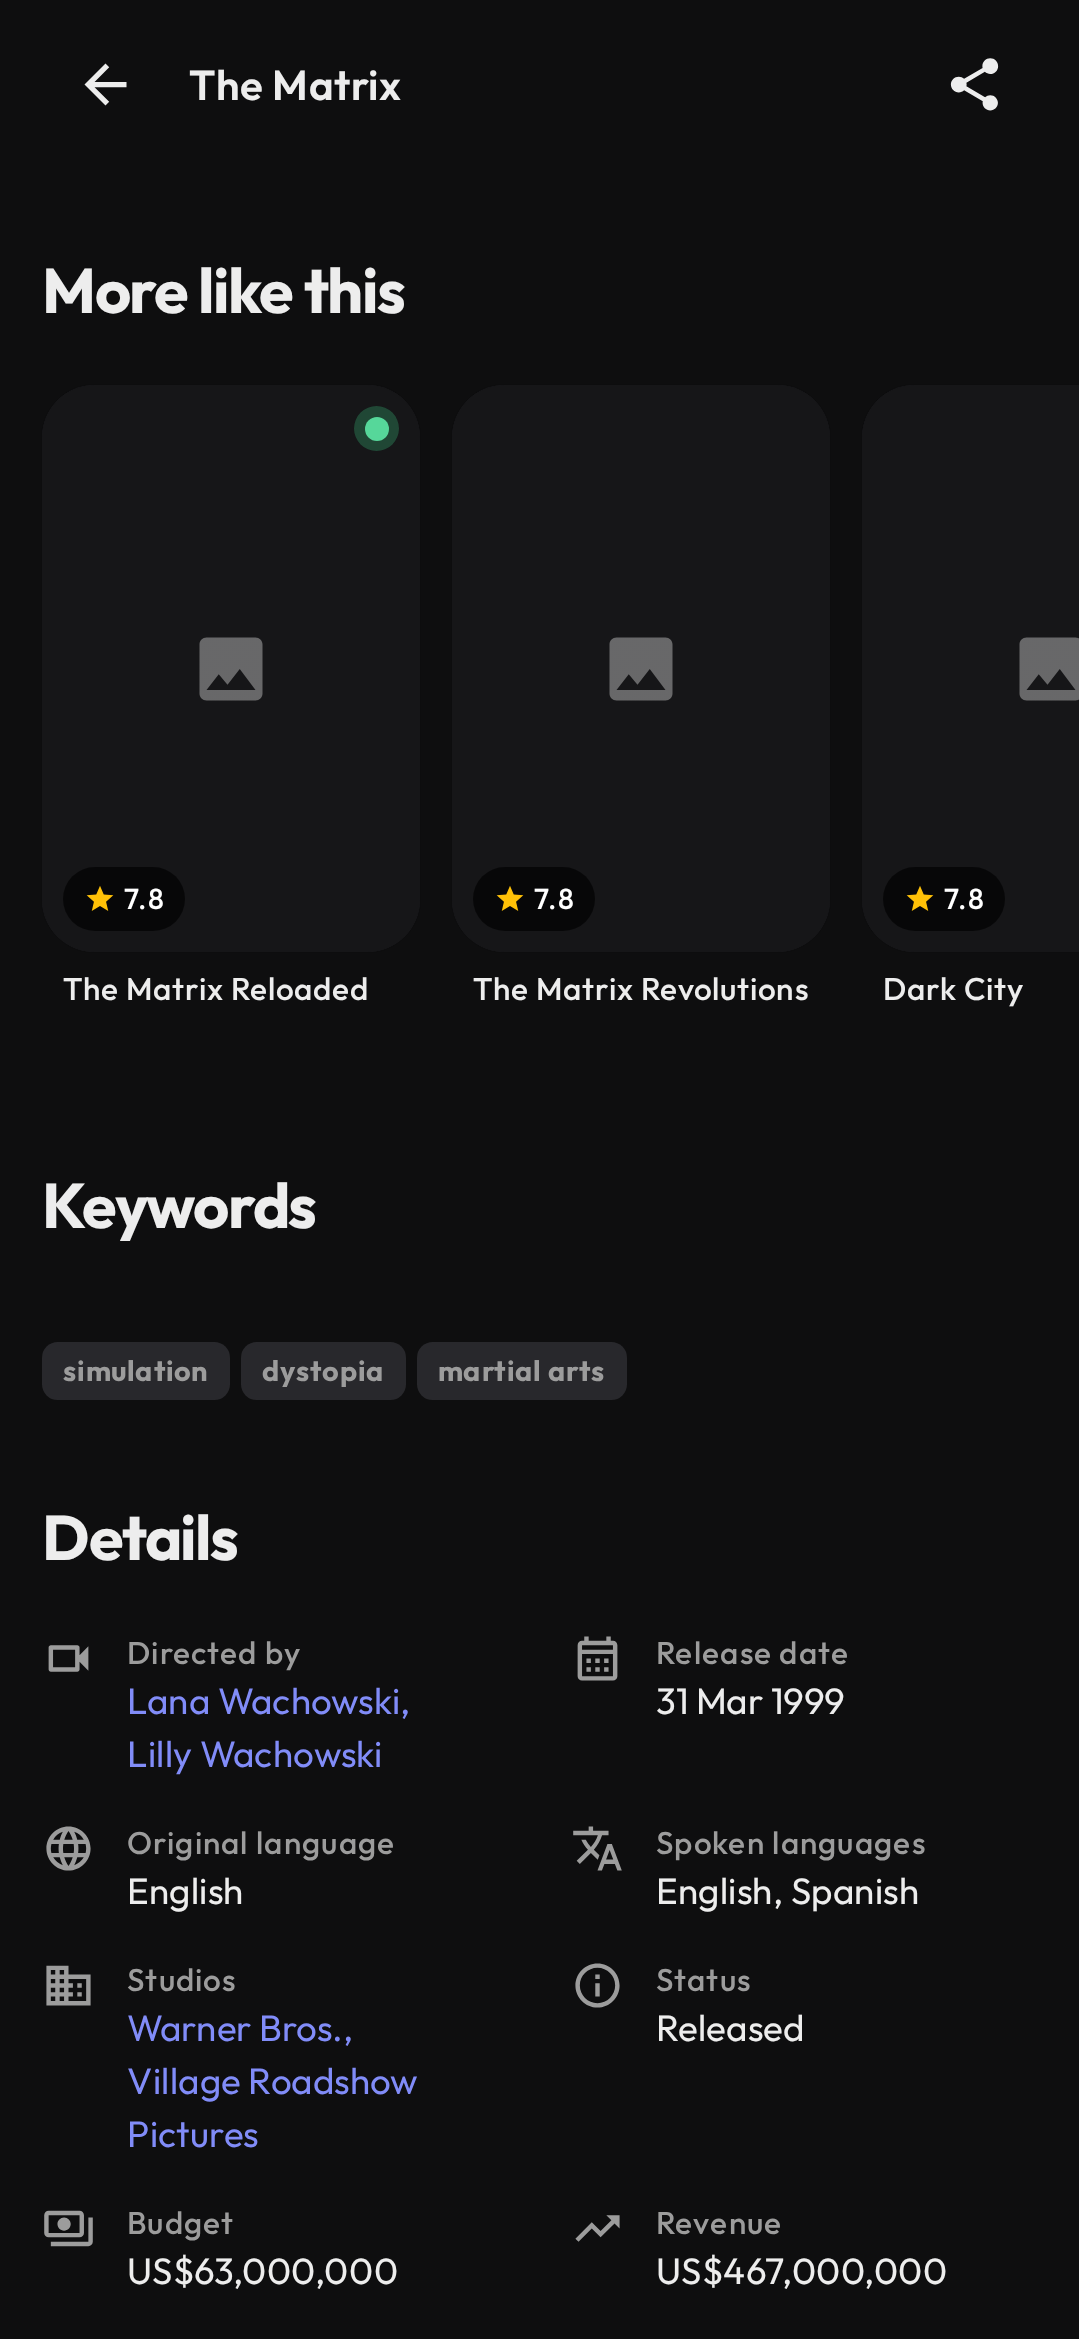 The Matrix
More like this
7.8
7.8
7.8
The Matrix Reloaded
The Matrix Revolutions
Dark City
Keywords
simulation
dystopia
martial arts
Details
Directed by
Lana Wachowski,
Lilly Wachowski
Release date
31 Mar 1999
Original language
English
Spoken languages
English, Spanish
Studios
Warner Bros.,
Village Roadshow
Pictures
Status
Released
Budget
US$63,000,000
Revenue
US$467,000,000